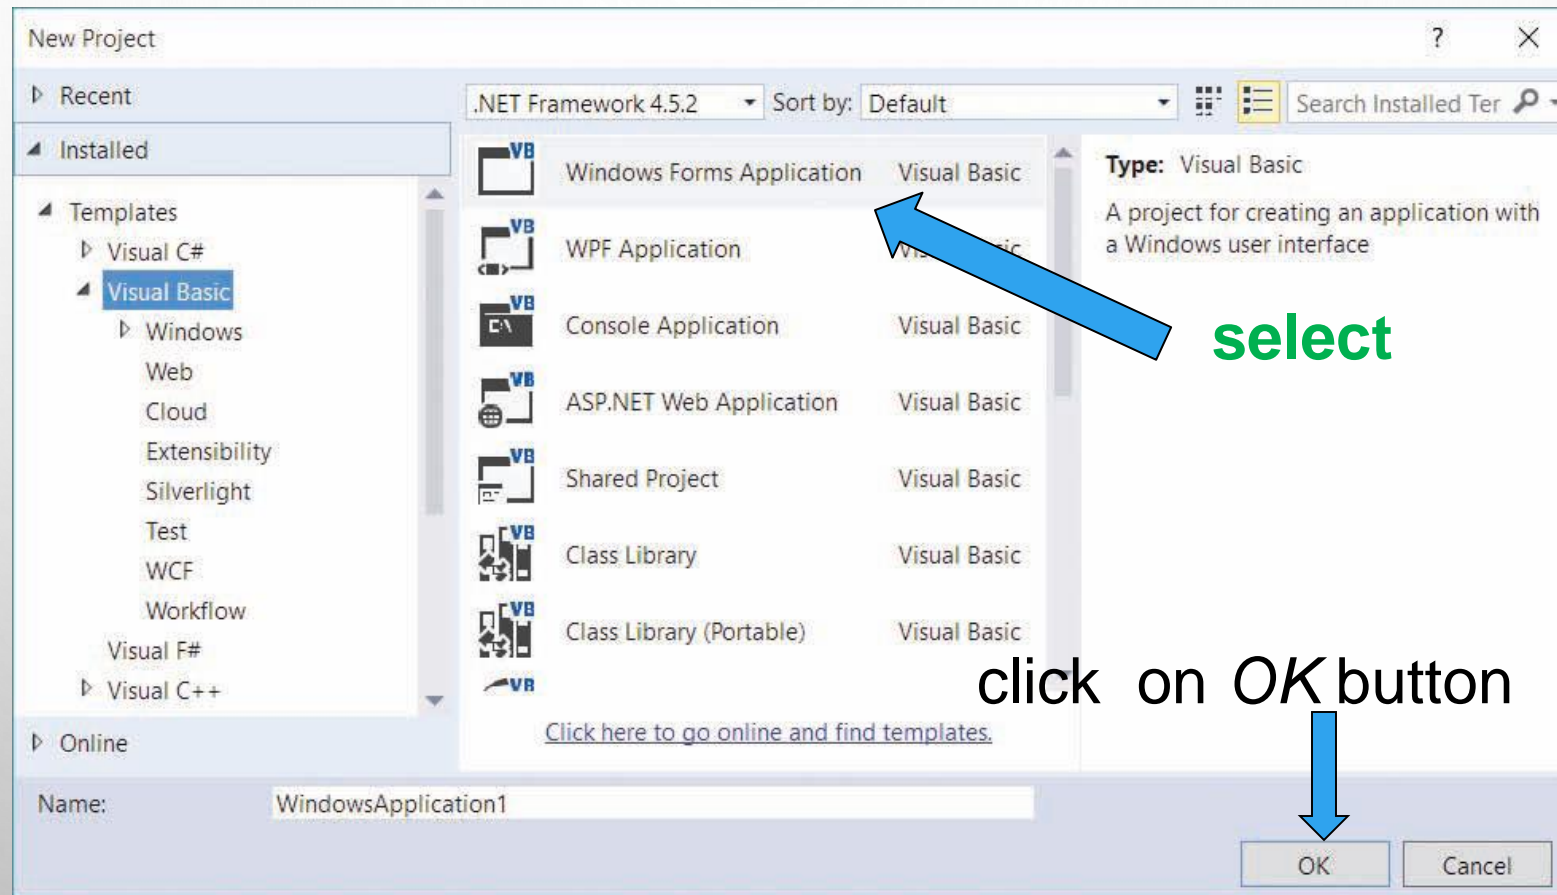 New Project
?
Recent
.NET Framework 4.5.2
Sort by:
Default
Search Installed Ter
Installed
Templates
Visual C#
Visual Basic
Windows
Web
Cloud
Extensibility
Silverlight
Test
WCF
Workflow
Visual F#
Visual C++
Online
VB
Windows Forms Application Visual Basic
VB
WPF Application
VB
C:\
Console Application Visual Basic
VB
ASP.NET Web Application Visual Basic
VB
Shared Project Visual Basic
VB
Class Library Visual Basic
VB
Class Library (Portable) Visual Basic
VB
Click here to go online and find templates.
Type: Visual Basic
A project for creating an application with
a Windows user interface
select
click on OK button
Name:
WindowsApplication1
OK
Cancel